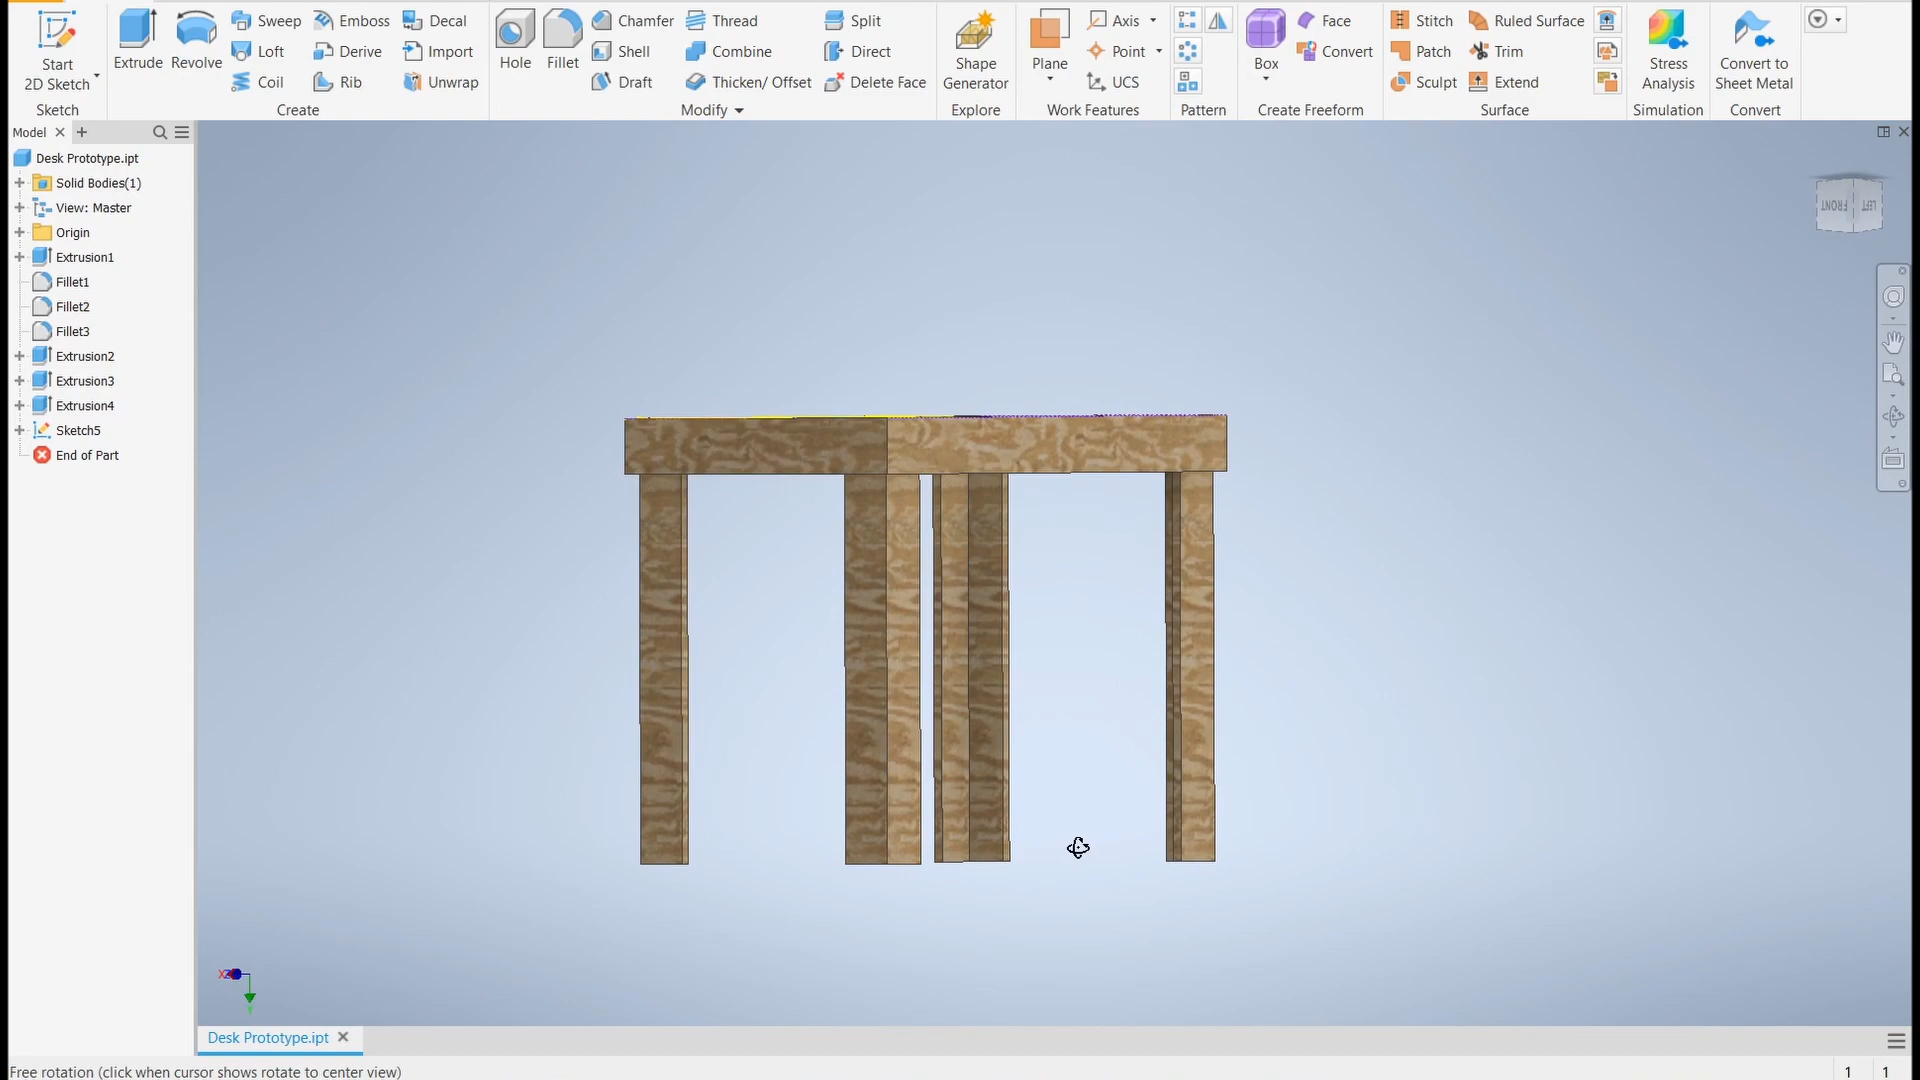 Start
2D Sketch
Sketch
Extrude
Revolve
Sweep
Emboss
Decal
Loft
Derive
Import
Coil
Rib
Unwrap
Create
Hole
Fillet
Chamfer
Thread
Split
Shell
Combine
Direct
Draft
Thicken/ Offset
Delete Face
Modify
Shape
Generator
Explore
Plane
Axis
Point
UCS
Work Features
Pattern
Box
Face
Convert
Create Freeform
Stitch
Ruled Surface
Patch
Trim
Sculpt
Extend
Surface
Stress
Analysis
Simulation
Convert to
Sheet Metal
Convert
Model
Desk Prototype.ipt
Solid Bodies(1)
View: Master
Origin
Extrusion1
Fillet1
Fillet2
Fillet3
Extrusion2
Extrusion3
Extrusion4
Sketch5
End of Part
FRONT
LEFT
X
Y
Desk Prototype.ipt
Free rotation (click when cursor shows rotate to center view)
1
1